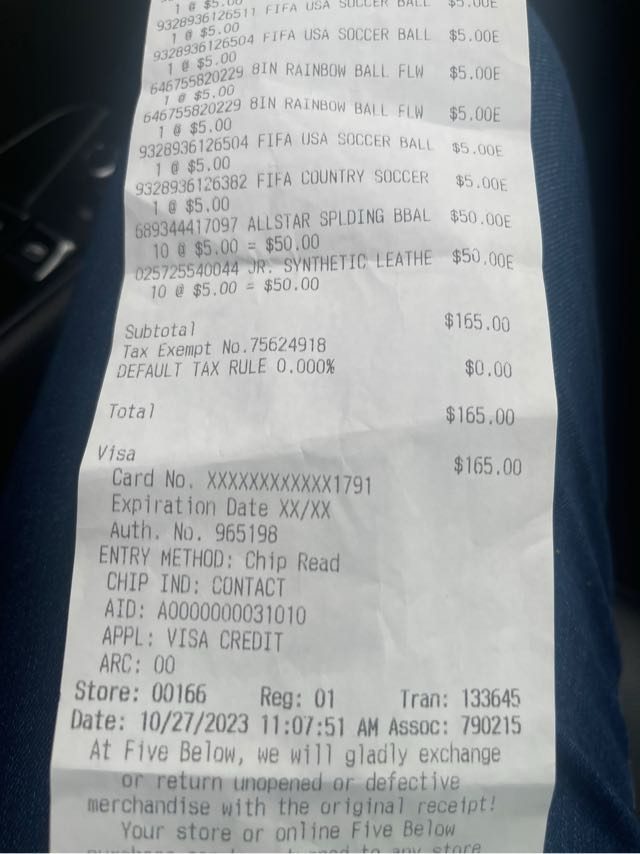 1 @ $5.00
9328936126511 FIFA USA SOCCER BALL $5.00E
1 @ $5.00
9328936126504 FIFA USA SOCCER BALL $5.00E
1 @ $5.00
646755820229 8IN RAINBOW BALL FLW $5.00E
1 @ $5.00
646755820229 8IN RAINBOW BALL FLW $5.00E
1 @ $5.00
9328936126504 FIFA USA SOCCER BALL $5.00E
1 @ $5.00
9328936126382 FIFA COUNTRY SOCCER $5.00E
1 @ $5.00
689344417097 ALLSTAR SPLDING BBAL $50.00E
10 @ $5.00 = $50.00
025725540044 JR. SYNTHETIC LEATHE $50.00E
10 @ $5.00 = $50.00
Subtotal $165.00
Tax Exempt No.75624918
DEFAULT TAX RULE 0.000% $0.00
Total $165.00
Visa $165.00
Card No. XXXXXXXXXXXX1791
Expiration Date XX/XX
Auth. No. 965198
ENTRY METHOD: Chip Read
CHIP IND: CONTACT
AID: A0000000031010
APPL: VISA CREDIT
ARC: 00
Store: 00166 Reg: 01 Tran: 133645
Date: 10/27/2023 11:07:51 AM Assoc: 790215
At Five Below, we will gladly exchange
or return unopened or defective
merchandise with the original receipt!
Your store or online Five Below
to any store